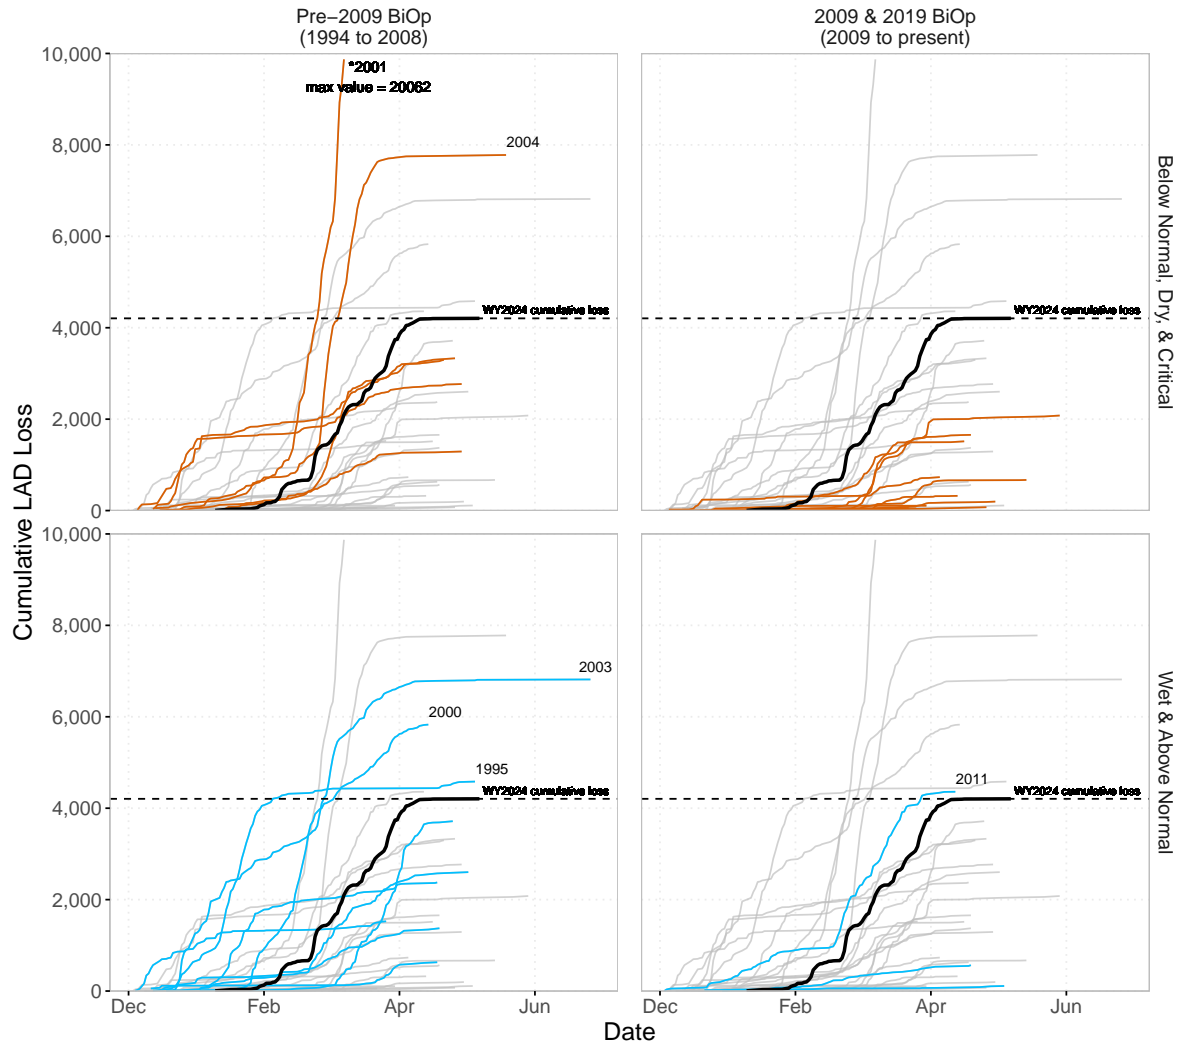 Pre−2009 BiOp
(1994 to 2008)
2009 & 2019 BiOp
(2009 to present)
Cumulative LAD Loss
10,000
8,000
6,000
4,000
2,000
0
*2001
max value = 20062
2004
WY2024 cumulative loss
WY2024 cumulative loss
Below Normal, Dry, & Critical
10,000
8,000
6,000
4,000
2,000
0
2003
2000
1995
WY2024 cumulative loss
2011
WY2024 cumulative loss
Wet & Above Normal
Dec
Feb
Apr
Jun
Dec
Feb
Apr
Jun
Date